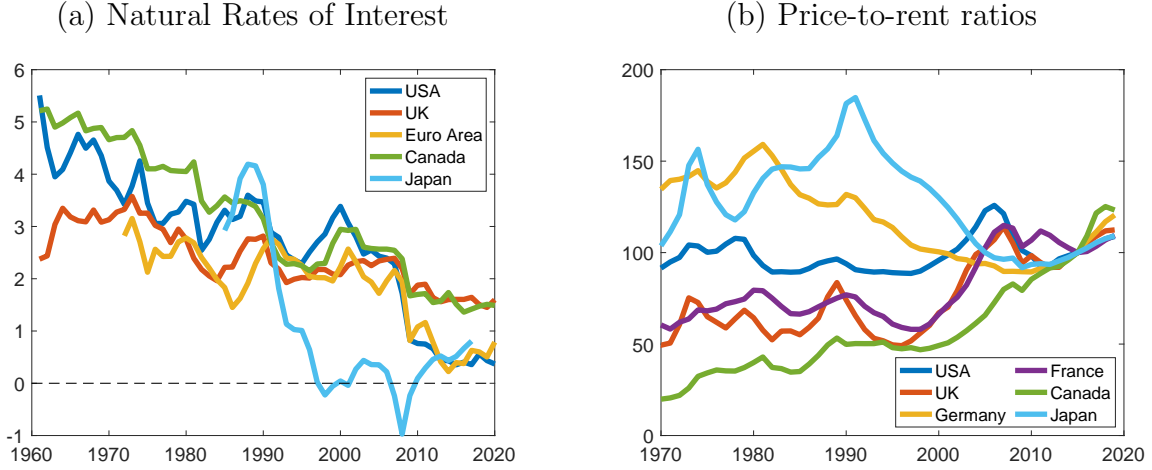 (a) Natural Rates of Interest
6
5
4
3
2
1
0
-1
1960 1970 1980 1990 2000 2010 2020
USA
UK
Euro Area
Canada
Japan
(b) Price-to-rent ratios
200
150
100
50
0
1970 1980 1990 2000 2010 2020
USA France
UK Canada
Germany Japan